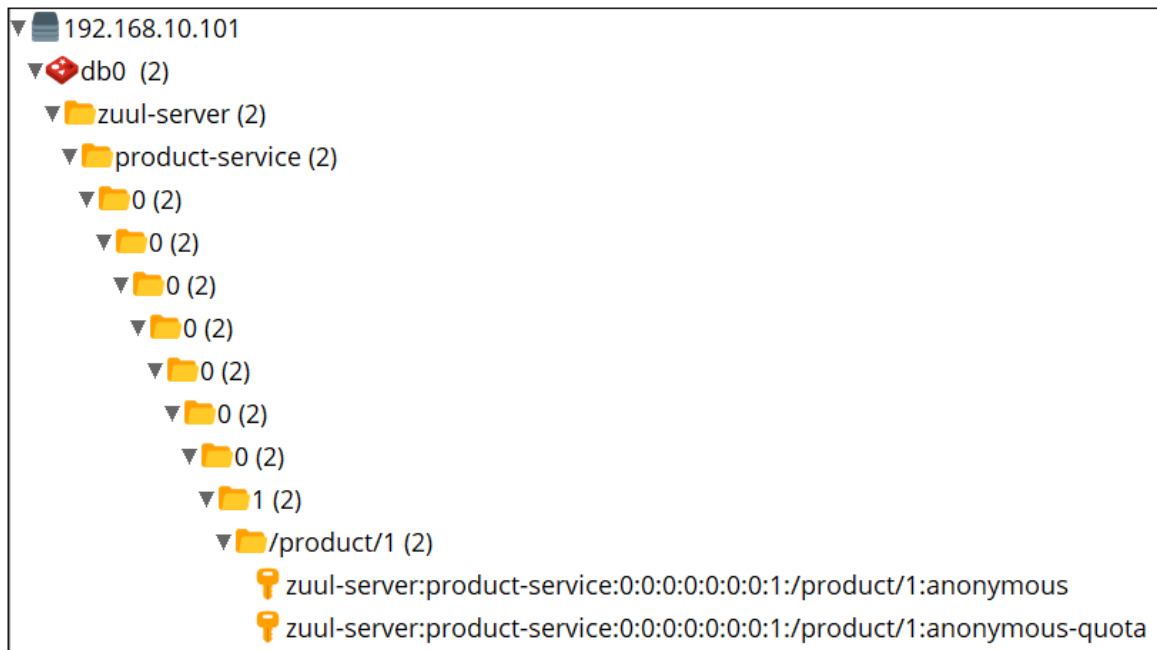 192.168.10.101
db0 (2)
zuul-server (2)
product-service (2)
0 (2)
0 (2)
0 (2)
0 (2)
0 (2)
0 (2)
0 (2)
1 (2)
/product/1 (2)
zuul-server:product-service:0:0:0:0:0:0:0:1:/product/1:anonymous
zuul-server:product-service:0:0:0:0:0:0:0:1:/product/1:anonymous-quota